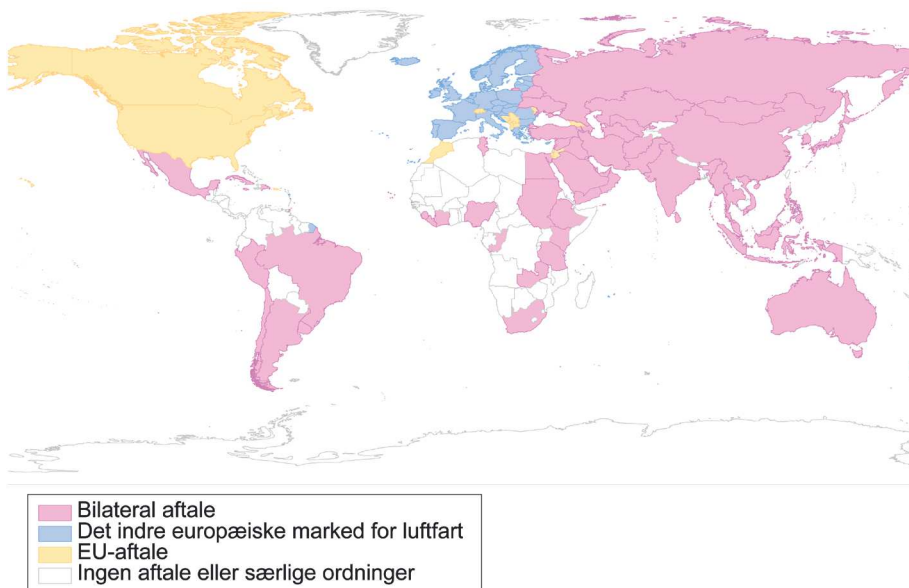 Bilateral aftale
Det indre europæiske marked for luftfart
EU-aftale
Ingen aftale eller særlige ordninger